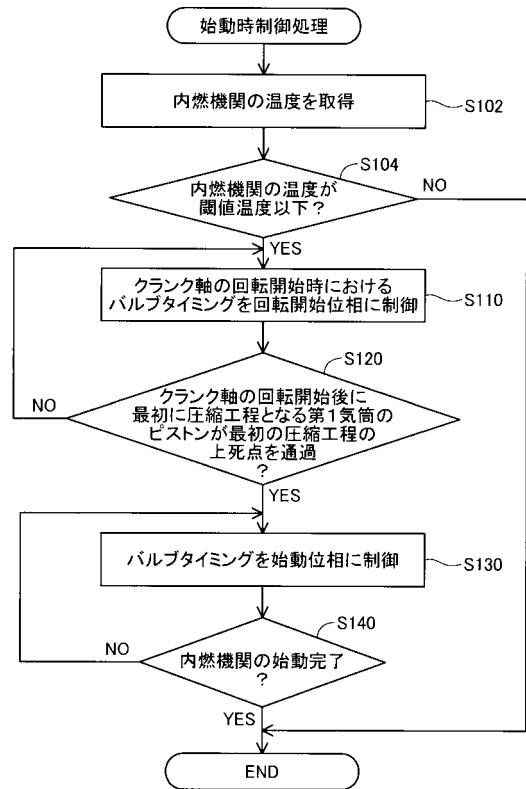 始動時制御処理
内燃機関の温度を取得
S102
S104
内燃機関の温度が
閾値温度以下？
NO
YES
クランク軸の回転開始時における
バルブタイミングを回転開始位相に制御
S110
S120
クランク軸の回転開始後に
最初に圧縮工程となる第1気筒の
ピストンが最初の圧縮工程の
上死点を通過
？
NO
YES
バルブタイミングを始動位相に制御
S130
S140
内燃機関の始動完了
？
NO
YES
END